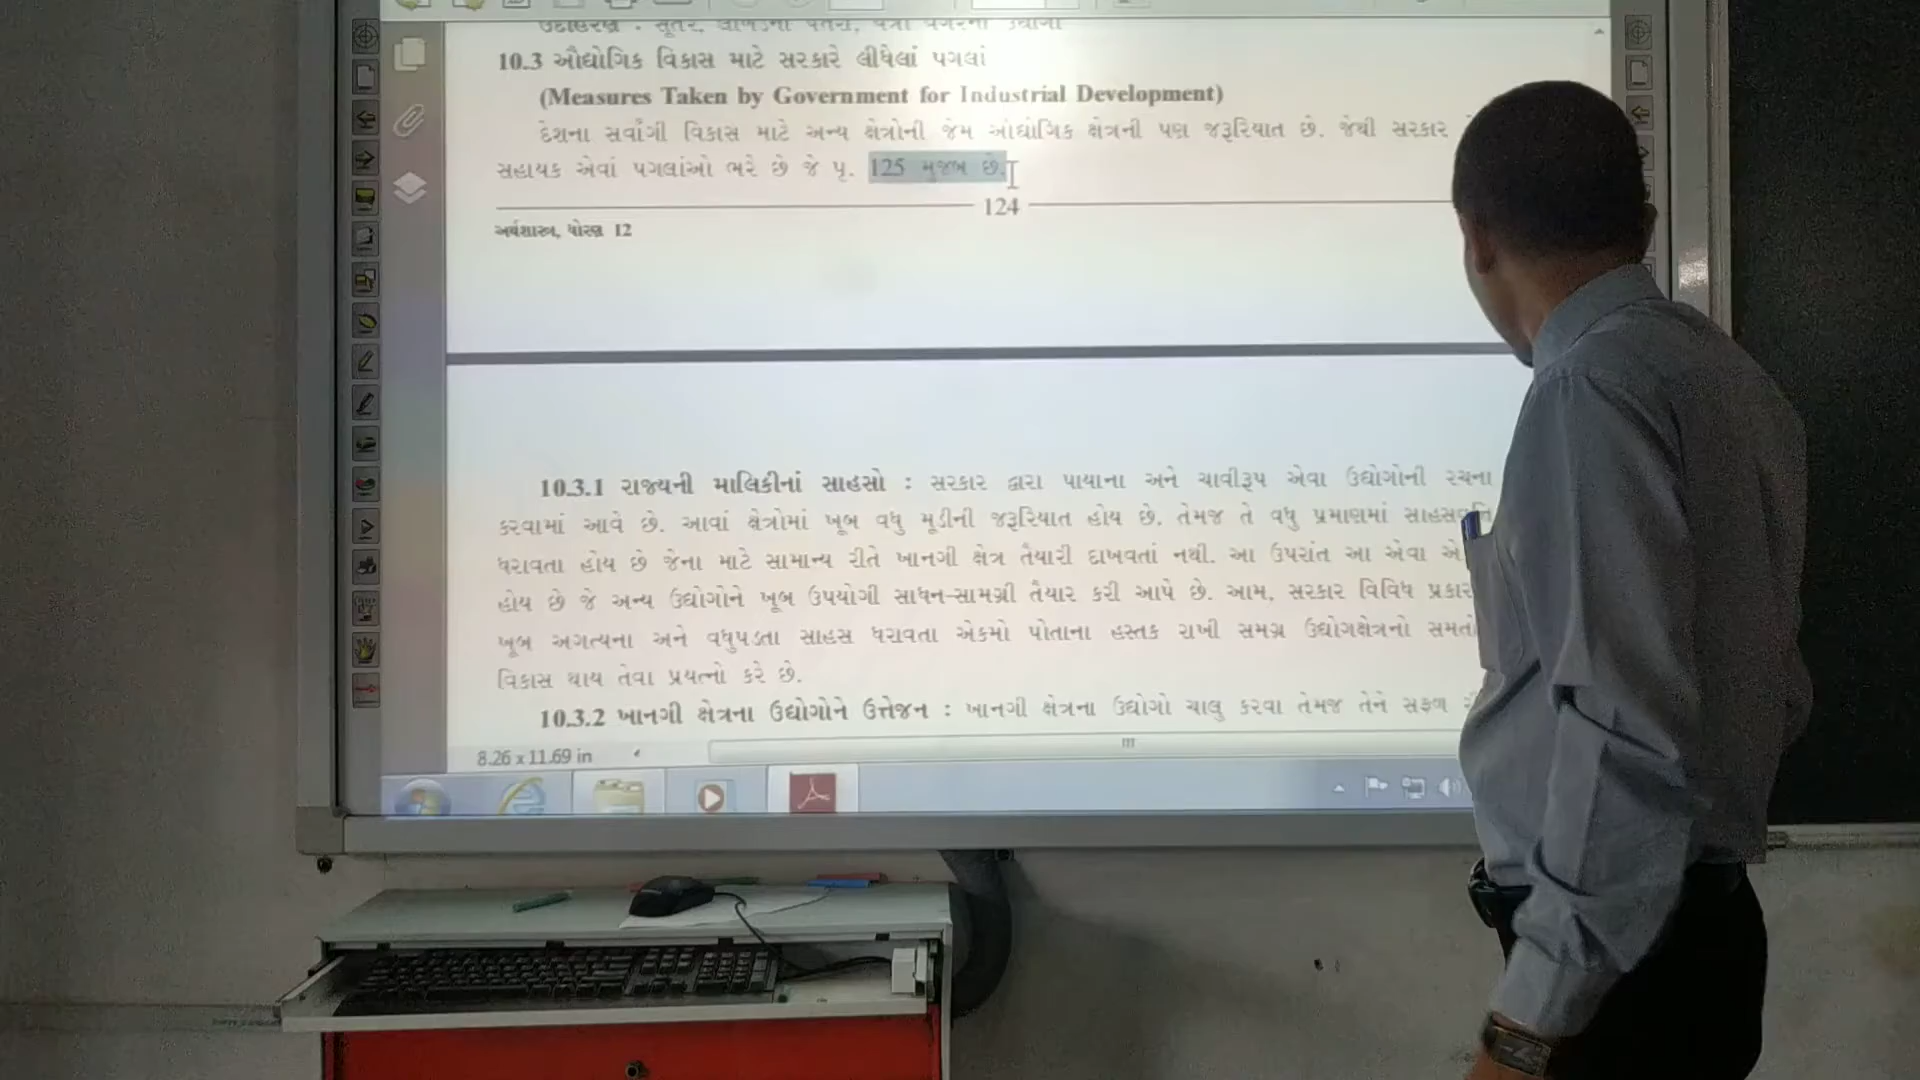 10.3 ઔદ્યોગિક વિકાસ માટે સરકારે લીધેલાં પગલાં
(Measures Taken by Government for Industrial Development)
દેશના સર્વાંગી વિકાસ માટે અન્ય ક્ષેત્રોની જેમ ઔદ્યોગિક ક્ષેત્રની પણ જરૂરિયાત છે. જેથી સરકાર
સહાયક એવાં પગલાંઓ ભરે છે જે પૃ. 125 મુજબ છે.
124
અર્થશાસ્ત્ર, ધોરણ 12
10.3.1 રાજ્યની માલિકીનાં સાહસો : સરકાર દ્વારા પાયાના અને ચાવીરૂપ એવા ઉદ્યોગોની રચના
કરવામાં આવે છે. આવાં ક્ષેત્રોમાં ખૂબ વધુ મૂડીની જરૂરિયાત હોય છે. તેમજ તે વધુ પ્રમાણમાં
ધરાવતા હોય છે જેના માટે સામાન્ય રીતે ખાનગી ક્ષેત્ર તૈયારી દાખવતાં નથી. આ ઉપરાંત આ એવા
હોય છે જે અન્ય ઉદ્યોગોને ખૂબ ઉપયોગી સાધન-સામગ્રી તૈયાર કરી આપે છે. આમ, સરકાર વિવિધ
ખૂબ અગત્યના અને વધુપડતા સાહસ ધરાવતા એકમો પોતાના હસ્તક રાખી સમગ્ર ઉદ્યોગક્ષેત્રનો
વિકાસ થાય તેવા પ્રયત્નો કરે છે.
10.3.2 ખાનગી ક્ષેત્રના ઉદ્યોગોને ઉત્તેજન : ખાનગી ક્ષેત્રના ઉદ્યોગો ચાલુ કરવા તેમજ તેને સફળ
8.26 x 11.69 in